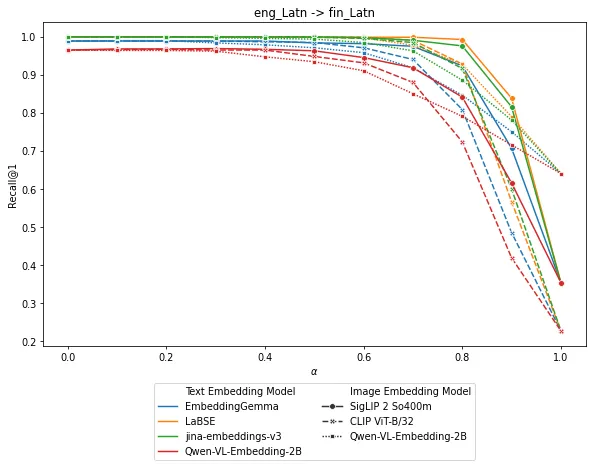 eng_Latn -> fin_Latn
Recall@1
1.0
0.9
0.8
0.7
0.6
0.5
0.4
0.3
0.2
0.0
0.2
0.4
0.6
0.8
1.0
α
Text Embedding Model
EmbeddingGemma
LaBSE
jina-embeddings-v3
Qwen-VL-Embedding-2B
Image Embedding Model
SigLIP 2 So400m
CLIP ViT-B/32
Qwen-VL-Embedding-2B